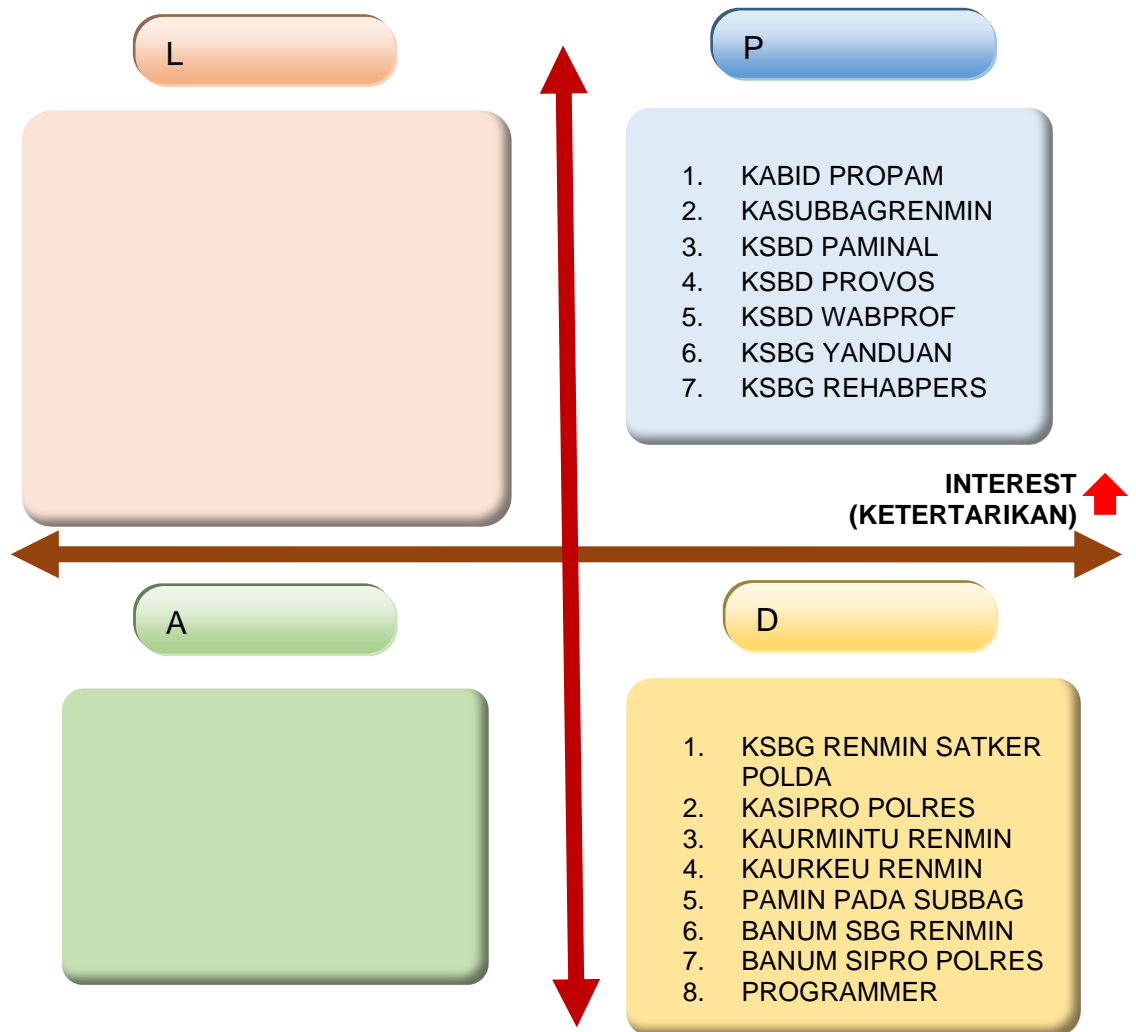 L
P
1. KABID PROPAM
2. KASUBBAGRENMIN
3. KSBD PAMINAL
4. KSBD PROVOS
5. KSBD WABPROF
6. KSBG YANDUAN
7. KSBG REHABPERS
INTEREST
(KETERTARIKAN)
A
D
1. KSBG RENMIN SATKER
POLDA
2. KASIPRO POLRES
3. KAURMINTU RENMIN
4. KAURKEU RENMIN
5. PAMIN PADA SUBBAG
6. BANUM SBG RENMIN
7. BANUM SIPRO POLRES
8. PROGRAMMER